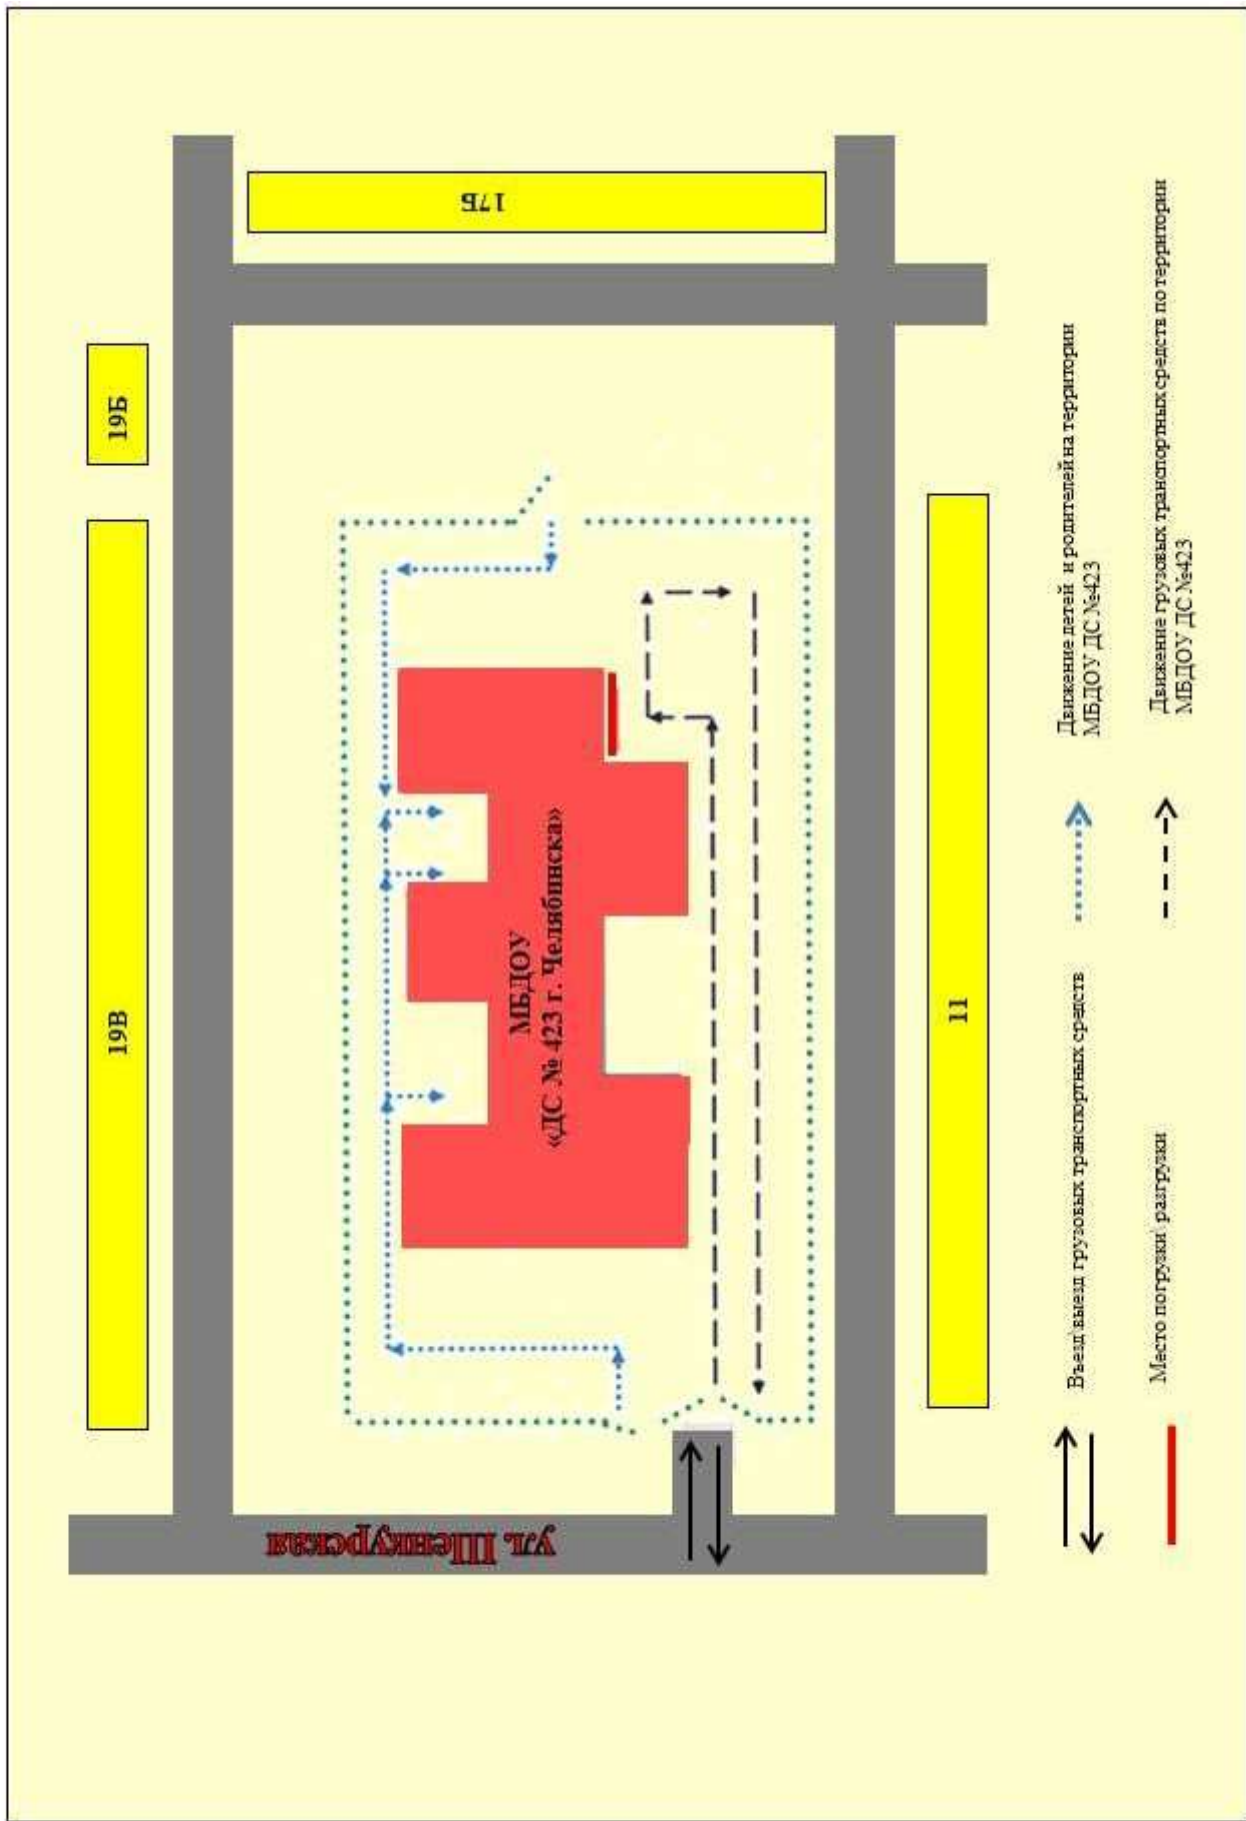 19В
19Б
17Б
МБДОУ
«ДС № 423 г. Челябинска»
ул. Шенкурская
11
Въезд\выезд грузовых транспортных средств
Движение детей и родителей на территории
МБДОУ ДС №423
Место погрузки\ разгрузки
Движение грузовых транспортных средств по территории
МБДОУ ДС №423